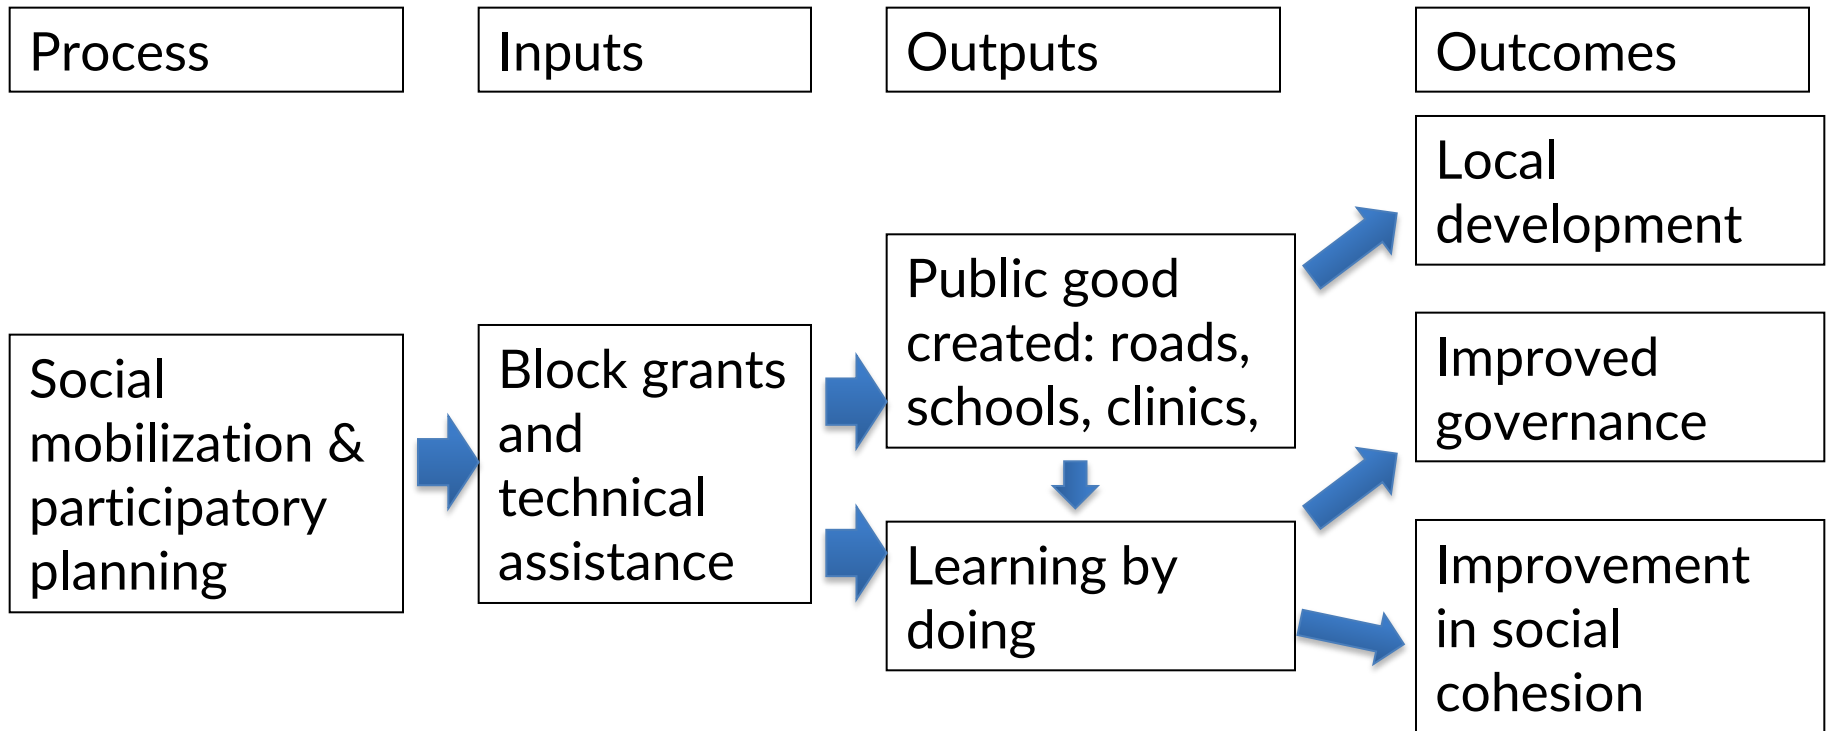 Process
Inputs
Outputs
Outcomes
Social
mobilization &
participatory
planning
Block grants
and
technical
assistance
Public good
created: roads,
schools, clinics,
Learning by
doing
Local
development
Improved
governance
Improvement
in social
cohesion